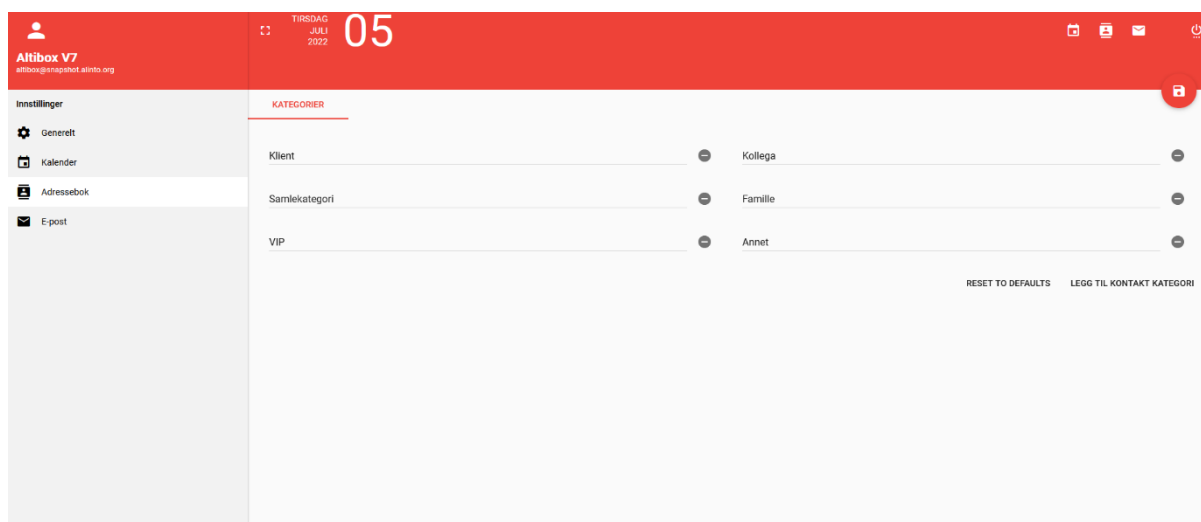 TIRSDAG
JULI
2022
05
Altibox V7
altibox@snapshot.alinto.org
Innstillinger
Generelt
Kalender
Adressebok
E-post
KATEGORIER
Klient
Kollega
Samlekategori
Famille
VIP
Annet
RESET TO DEFAULTS
LEGG TIL KONTAKT KATEGORI